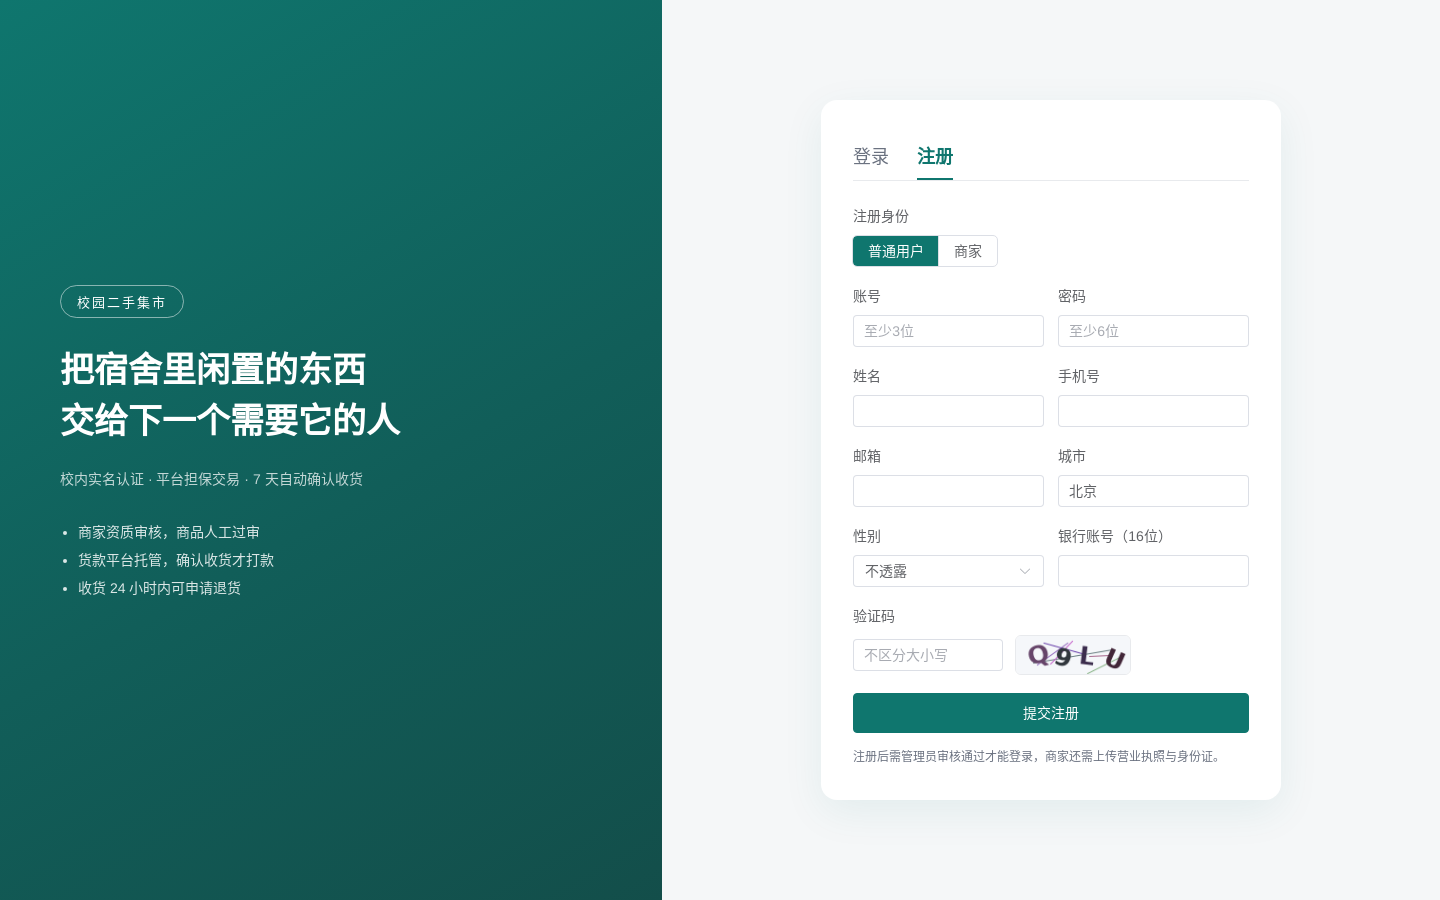 校园二手集市
把宿舍里闲置的东西
交给下一个需要它的人
校内实名认证 · 平台担保交易 · 7 天自动确认收货
商家资质审核，商品人工过审
货款平台托管，确认收货才打款
收货 24 小时内可申请退货
登录 注册
注册身份
普通用户 商家
账号 密码
至少3位 至少6位
姓名 手机号
邮箱 城市
北京
性别 银行账号（16位）
不透露
验证码
不区分大小写 Q9LU
提交注册
注册后需管理员审核通过才能登录，商家还需上传营业执照与身份证。